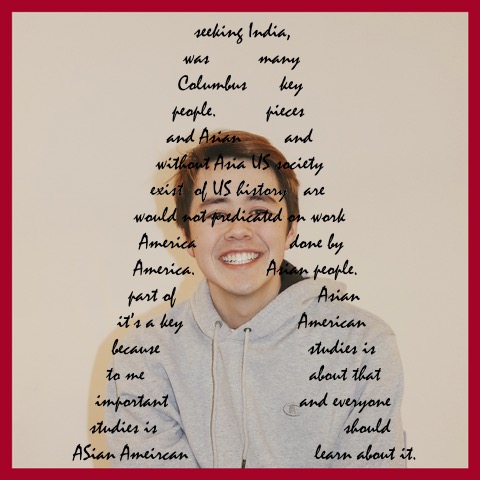 seeking India,
was many
Columbus key
people. pieces
and Asian and
without Asia US society
exist of US history are
would not predicated on work
America done by
America. Asian people.
part of Asian
it's a key American
because studies is
to me about that
important and everyone
studies is should
ASian Ameircan learn about it.